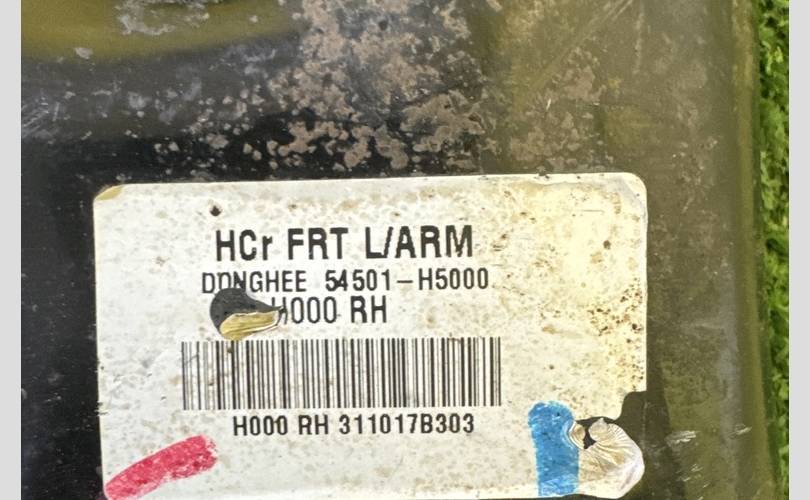 HCr FRT L/ARM
DONGHEE 54501-H5000
H000 RH
H000 RH 311017B303